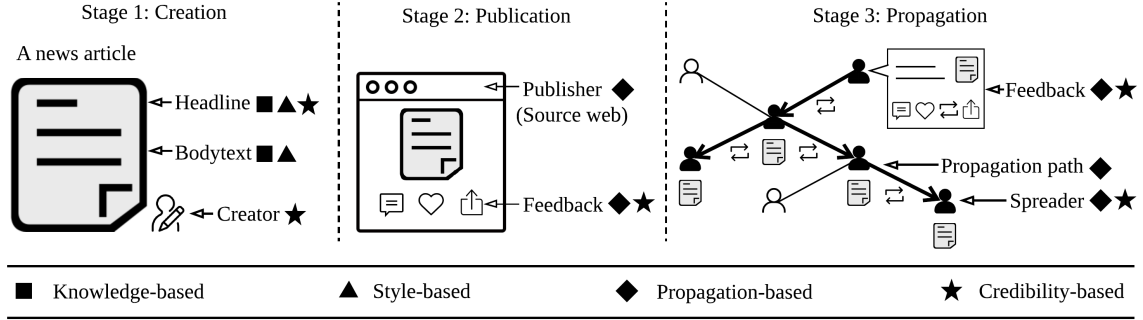 Stage 1: Creation
Stage 2: Publication
Stage 3: Propagation
A news article
Headline
Bodytext
Creator
Publisher
(Source web)
Feedback
Feedback
Propagation path
Spreader
Knowledge-based
Style-based
Propagation-based
Credibility-based